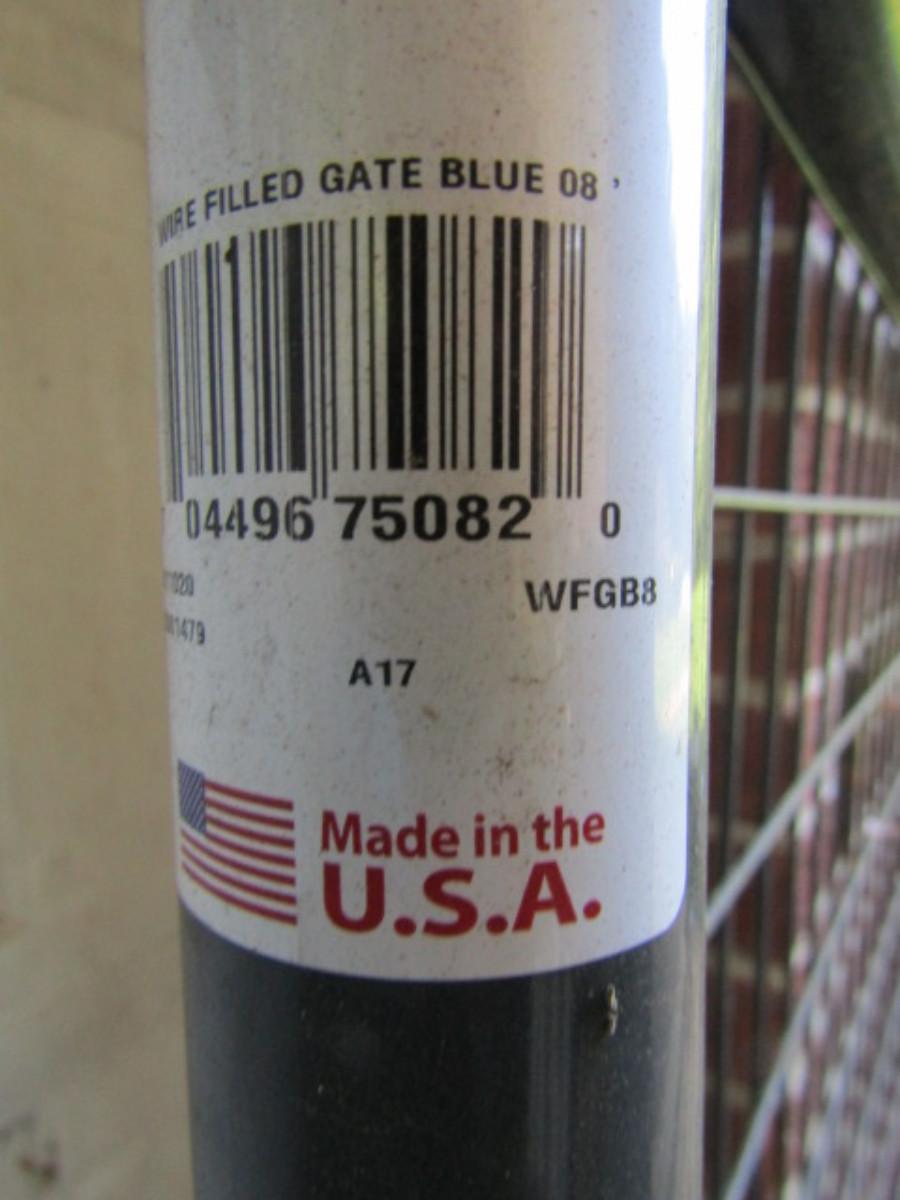 WIRE FILLED GATE BLUE 08 '
04496 75082 0
WFGB8
A17
Made in the
U.S.A.